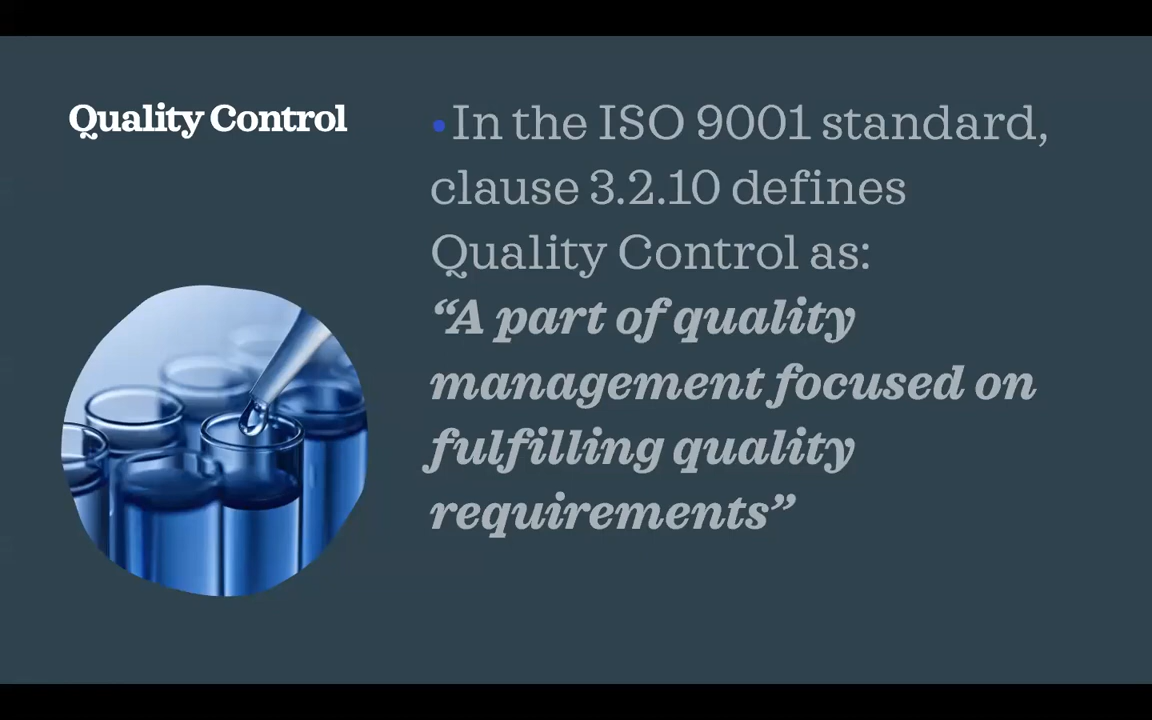 Quality Control
•In the ISO 9001 standard,
clause 3.2.10 defines
Quality Control as:
“A part of quality
management focused on
fulfilling quality
requirements”